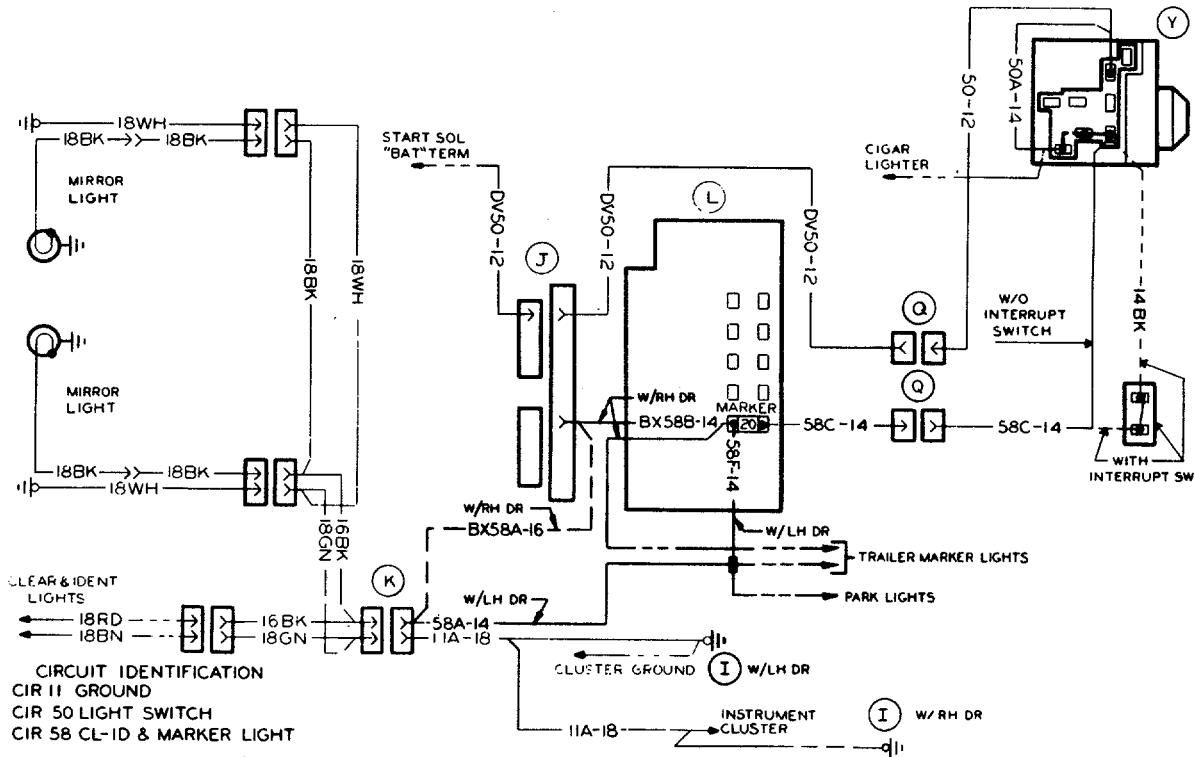 Y
50-12
50A-14
START SOL
"BAT" TERM
CIGAR
LIGHTER
18WH
18BK
18BK
MIRROR
LIGHT
18BK
18WH
DV50-12
DV50-12
DV50-12
J
L
W/O
INTERRUPT
SWITCH
14BK
Q
Q
MIRROR
LIGHT
W/RH DR
BX58B-14
MARKER
20
58C-14
58C-14
58F-14
WITH
INTERRUPT SW
18BK
18BK
18WH
W/RH DR
BX58A-16
W/LH DR
18GN
16BK
TRAILER MARKER LIGHTS
K
CLEAR & IDENT
LIGHTS
W/LH DR
PARK LIGHTS
18RD
16BK
58A-14
18BN
18GN
11A-18
CIRCUIT IDENTIFICATION
CIR 11 GROUND
CIR 50 LIGHT SWITCH
CIR 58 CL-ID & MARKER LIGHT
CLUSTER GROUND
I
W/LH DR
11A-18
INSTRUMENT
CLUSTER
I
W/RH DR